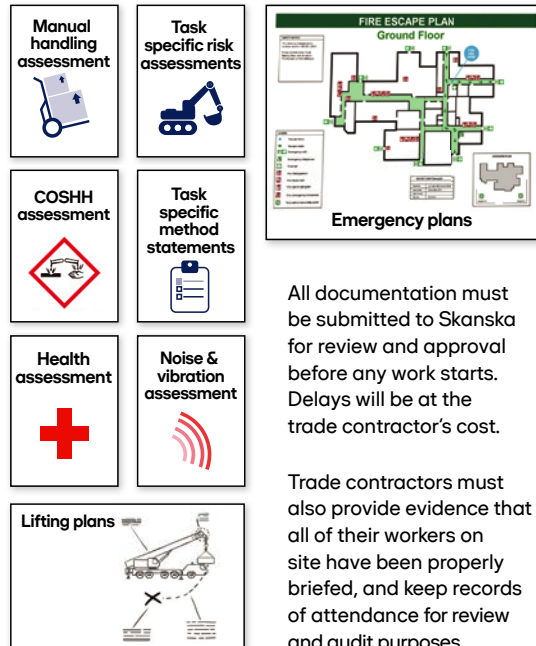 Manual
handling
assessment
Task
specific risk
assessments
COSHH
assessment
Task
specific
method
statements
Health
assessment
Noise &
vibration
assessment
Lifting plans
FIRE ESCAPE PLAN
Ground Floor
Emergency plans
All documentation must
be submitted to Skanska
for review and approval
before any work starts.
Delays will be at the
trade contractor’s cost.
Trade contractors must
also provide evidence that
all of their workers on
site have been properly
briefed, and keep records
of attendance for review
and audit purposes